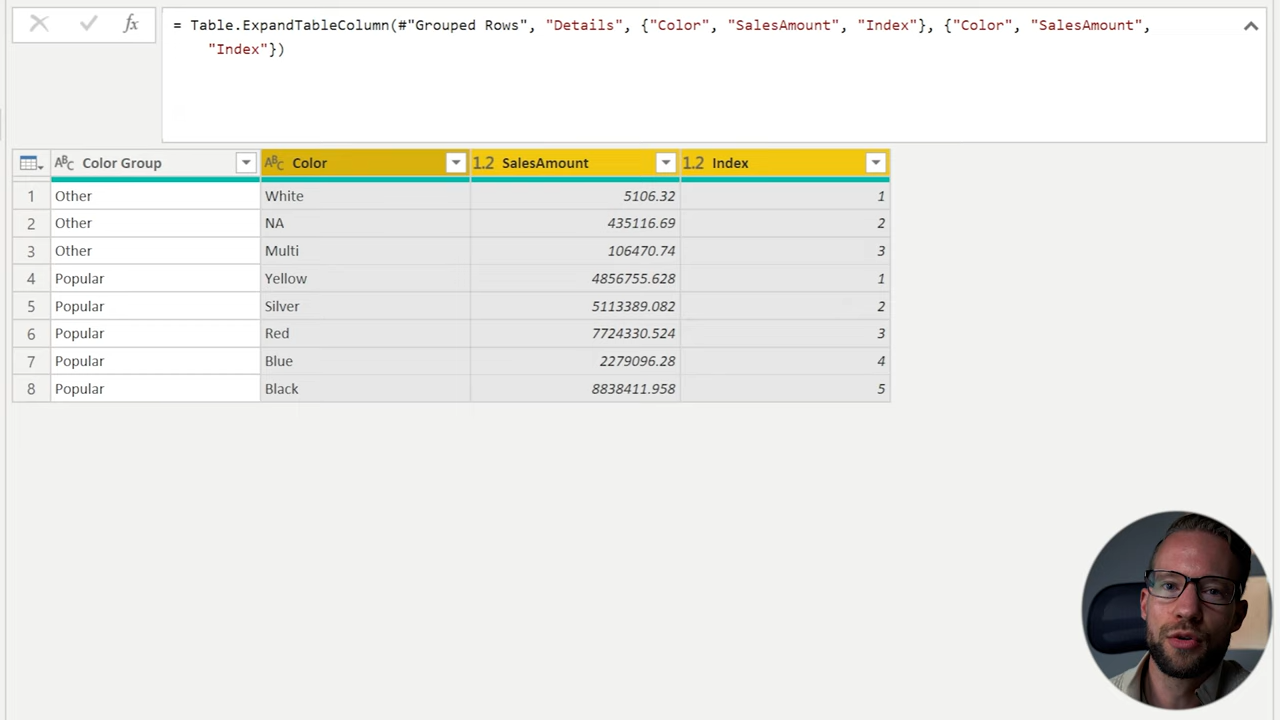 = Table.ExpandTableColumn(#"Grouped Rows", "Details", {"Color", "SalesAmount", "Index"}, {"Color", "SalesAmount",
"Index"})
Color Group Color 1.2 SalesAmount 1.2 Index
1 Other White 5106.32 1
2 Other NA 435116.69 2
3 Other Multi 106470.74 3
4 Popular Yellow 4856755.628 1
5 Popular Silver 5113389.082 2
6 Popular Red 7724330.524 3
7 Popular Blue 2279096.28 4
8 Popular Black 8838411.958 5